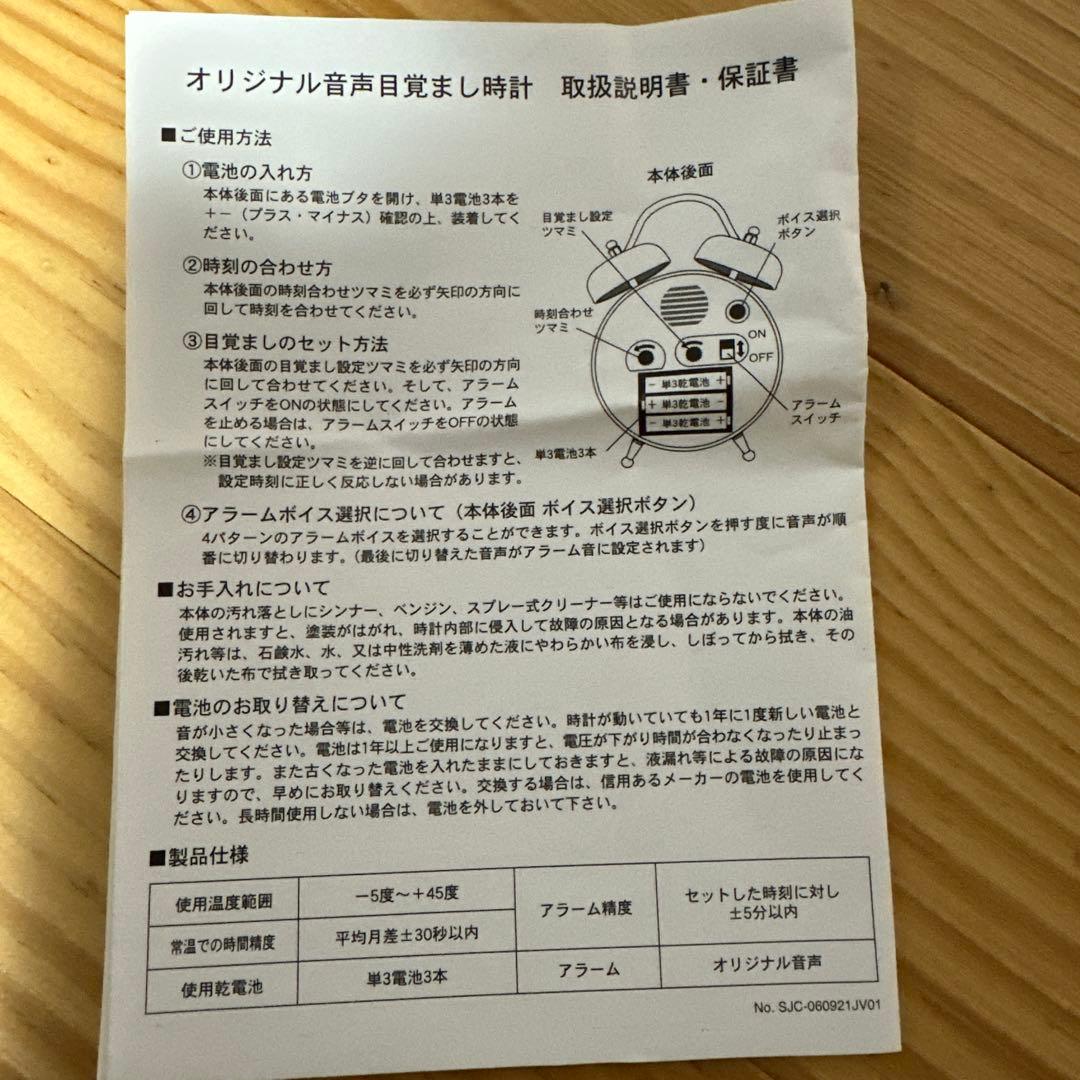 オリジナル音声目覚まし時計　取扱説明書・保証書
■ご使用方法
①電池の入れ方
本体後面にある電池ブタを開け、単3電池3本を
＋－（プラス・マイナス）確認の上、装着してく
ださい。
②時刻の合わせ方
本体後面の時刻合わせツマミを必ず矢印の方向に
回して時刻を合わせてください。
③目覚ましのセット方法
本体後面の目覚まし設定ツマミを必ず矢印の方向
に回して合わせてください。そして、アラーム
スイッチをONの状態にしてください。アラーム
を止める場合は、アラームスイッチをOFFの状態
にしてください。
※目覚まし設定ツマミを逆に回して合わせますと、
設定時刻に正しく反応しない場合があります。
本体後面
目覚まし設定
ツマミ
ボイス選択
ボタン
時刻合わせ
ツマミ
ON
OFF
－ 単3乾電池 ＋
＋ 単3乾電池 －
－ 単3乾電池 ＋
アラーム
スイッチ
単3電池3本
④アラームボイス選択について（本体後面 ボイス選択ボタン）
4パターンのアラームボイスを選択することができます。ボイス選択ボタンを押す度に音声が順
番に切り替わります。（最後に切り替えた音声がアラーム音に設定されます）
■お手入れについて
本体の汚れ落としにシンナー、ベンジン、スプレー式クリーナー等はご使用にならないでください。
使用されますと、塗装がはがれ、時計内部に侵入して故障の原因となる場合があります。本体の油
汚れ等は、石鹸水、水、又は中性洗剤を薄めた液にやわらかい布を浸し、しぼってから拭き、その
後乾いた布で拭き取ってください。
■電池のお取り替えについて
音が小さくなった場合等は、電池を交換してください。時計が動いていても1年に1度新しい電池と
交換してください。電池は1年以上ご使用になりますと、電圧が下がり時間が合わなくなったり止まっ
たりします。また古くなった電池を入れたままにしておきますと、液漏れ等による故障の原因にな
りますので、早めにお取り替えください。交換する場合は、信用あるメーカーの電池を使用してく
ださい。長時間使用しない場合は、電池を外しておいて下さい。
■製品仕様
使用温度範囲 －5度～＋45度 アラーム精度 セットした時刻に対し
±5分以内
常温での時間精度 平均月差±30秒以内
使用乾電池 単3電池3本 アラーム オリジナル音声
No. SJC-060921JV01